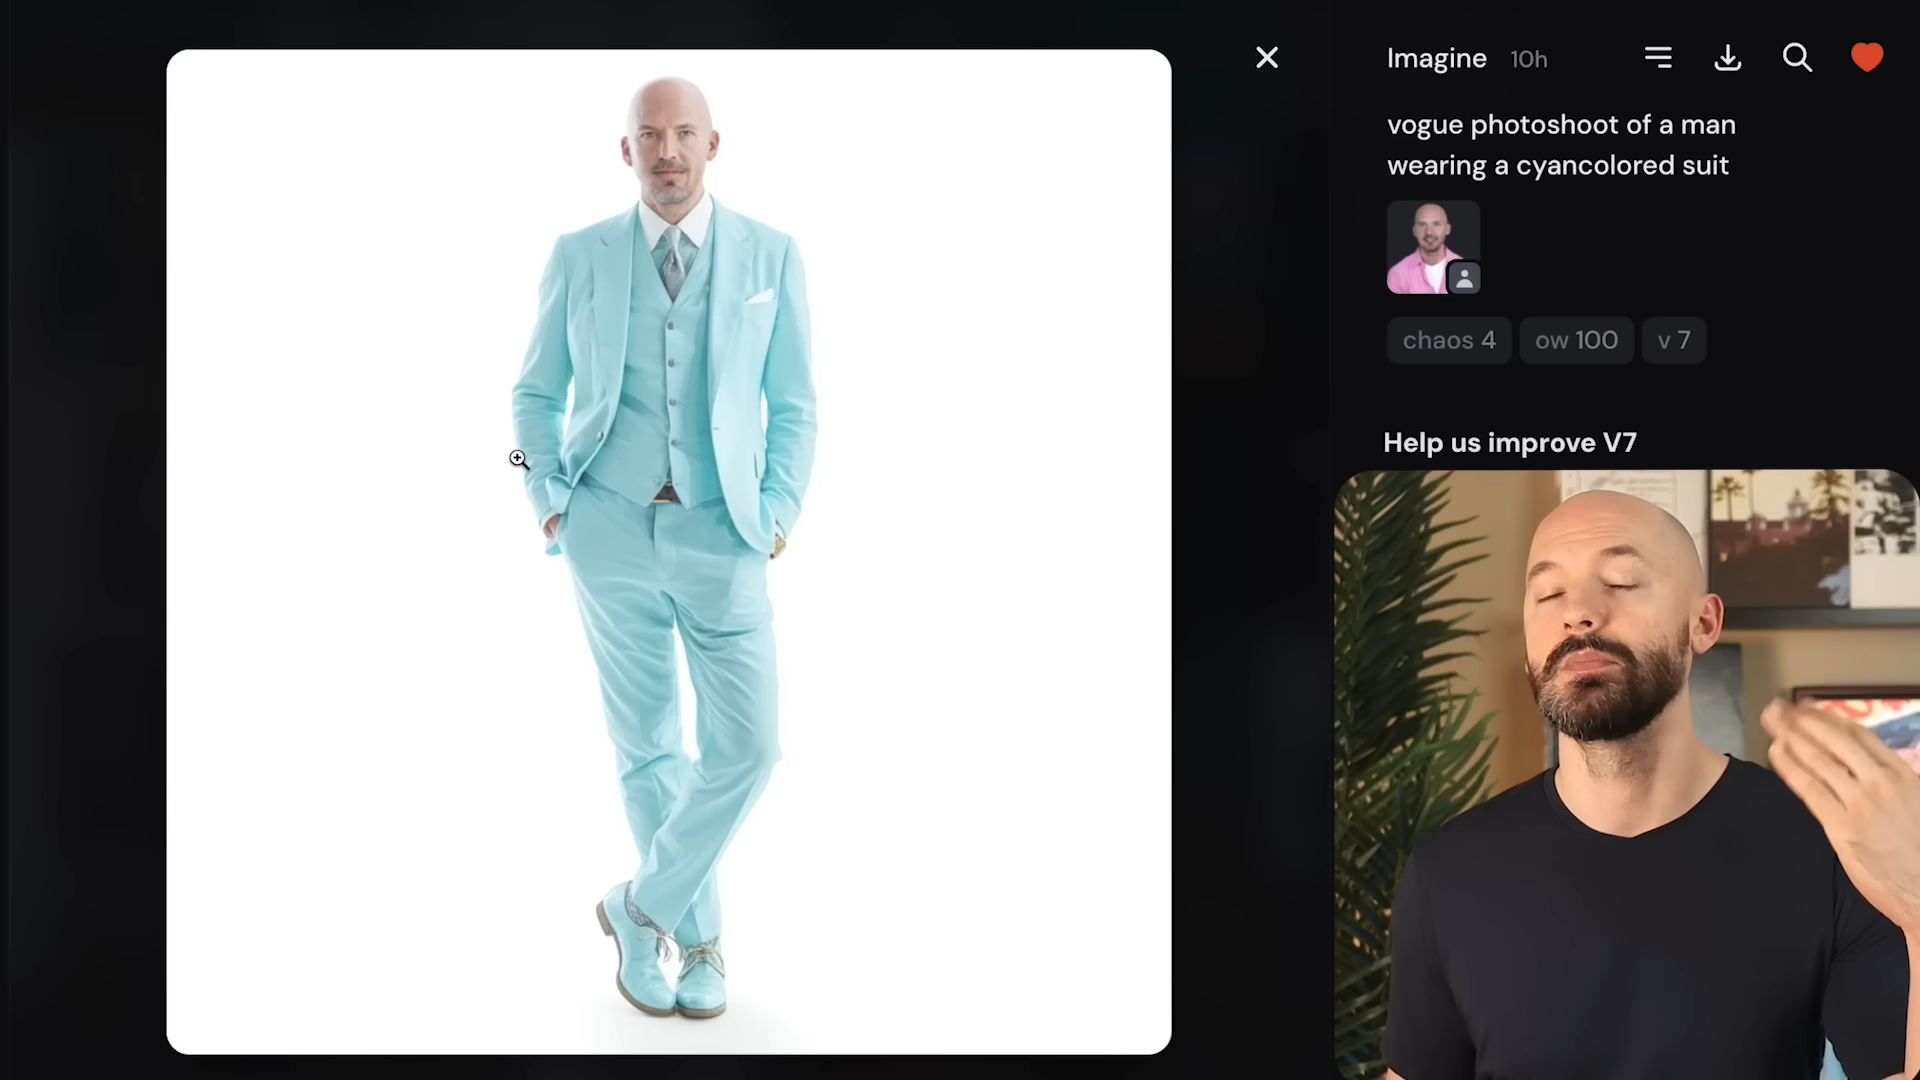 Imagine 10h
vogue photoshoot of a man
wearing a cyancolored suit
chaos 4 ow 100 v 7
Help us improve V7